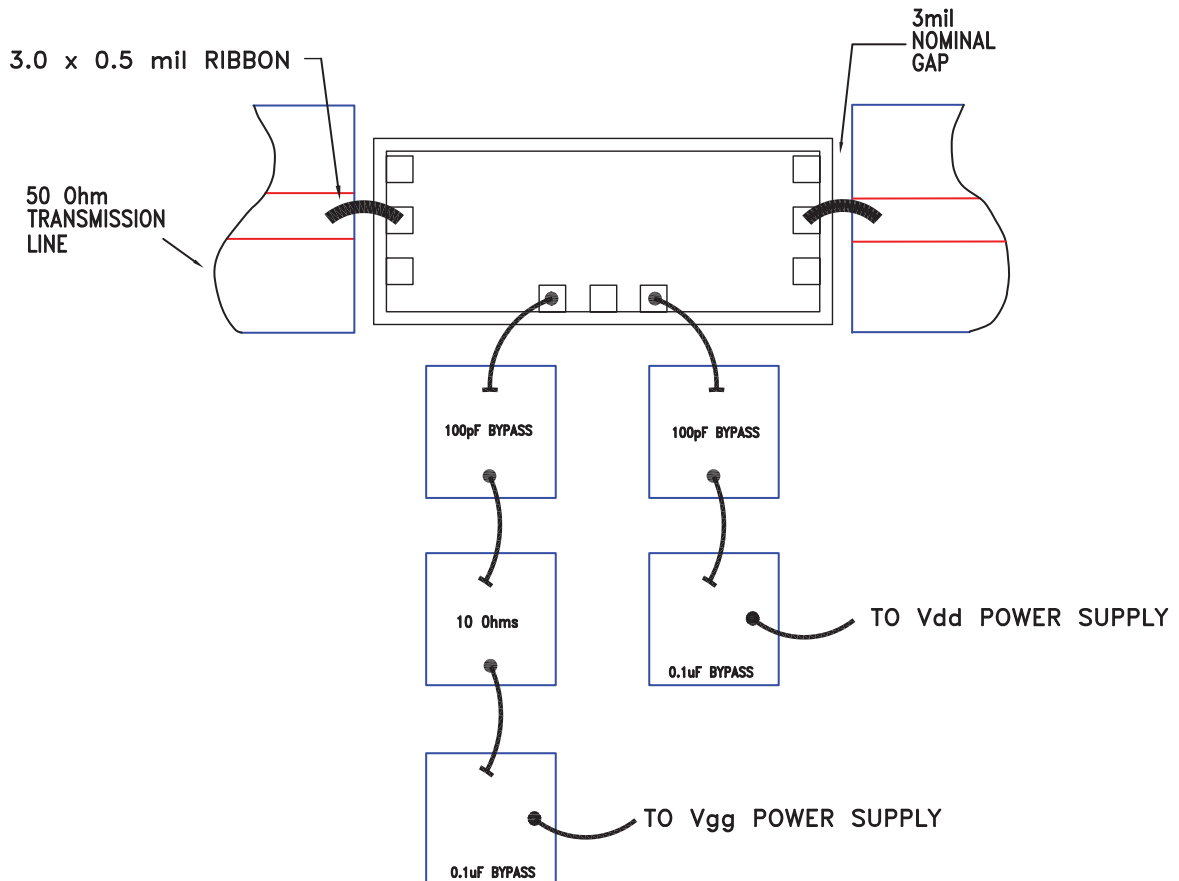 3mil
NOMINAL
GAP
3.0 x 0.5 mil RIBBON
50 Ohm
TRANSMISSION
LINE
100pF BYPASS
100pF BYPASS
10 Ohms
TO Vdd POWER SUPPLY
0.1uF BYPASS
TO Vgg POWER SUPPLY
0.1uF BYPASS